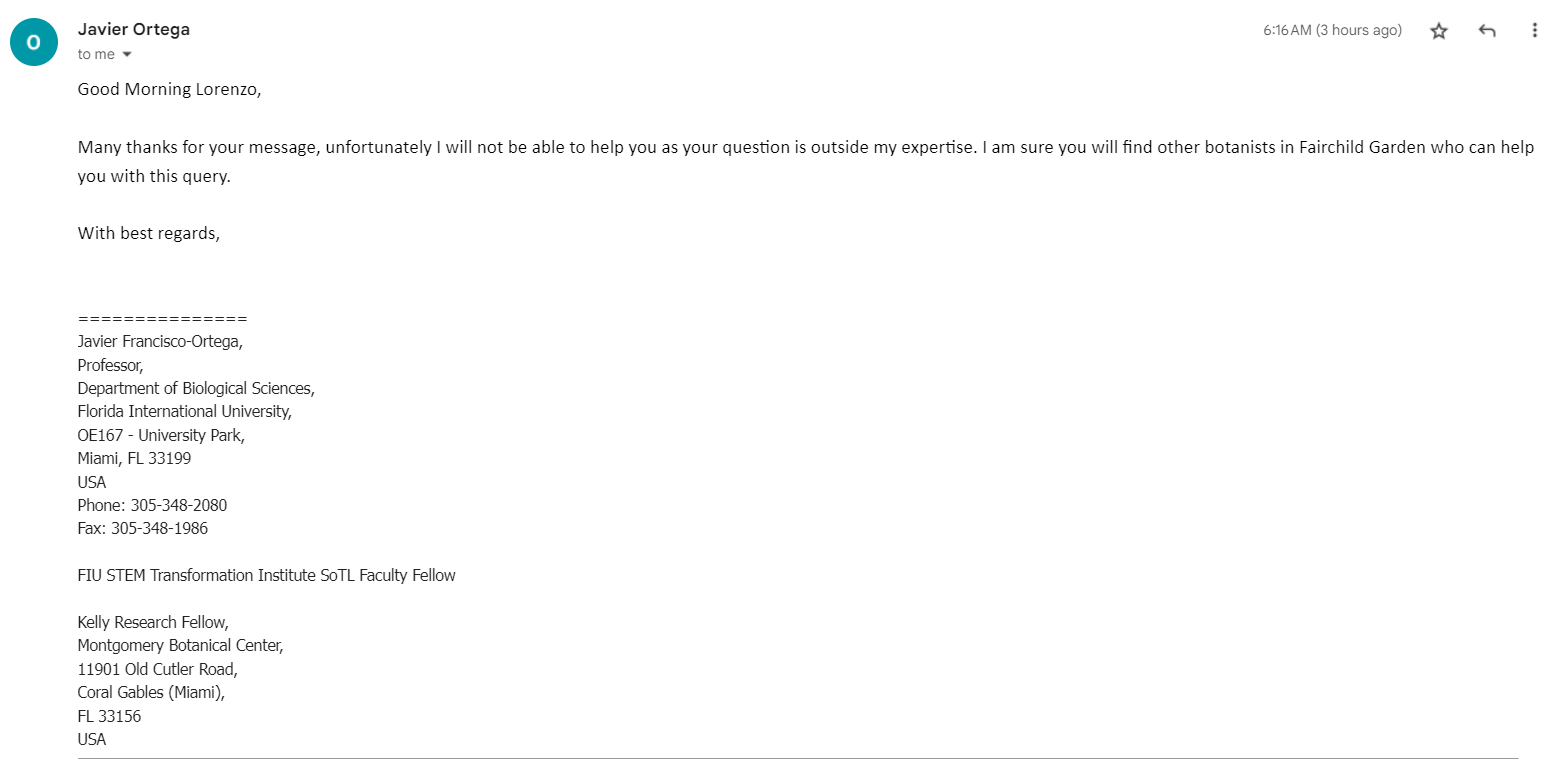 O
Javier Ortega
6:16 AM (3 hours ago)
to me
Good Morning Lorenzo,
Many thanks for your message, unfortunately I will not be able to help you as your question is outside my expertise. I am sure you will find other botanists in Fairchild Garden who can help
you with this query.
With best regards,
===============
Javier Francisco-Ortega,
Professor,
Department of Biological Sciences,
Florida International University,
OE167 - University Park,
Miami, FL 33199
USA
Phone: 305-348-2080
Fax: 305-348-1986
FIU STEM Transformation Institute SoTL Faculty Fellow
Kelly Research Fellow,
Montgomery Botanical Center,
11901 Old Cutler Road,
Coral Gables (Miami),
FL 33156
USA